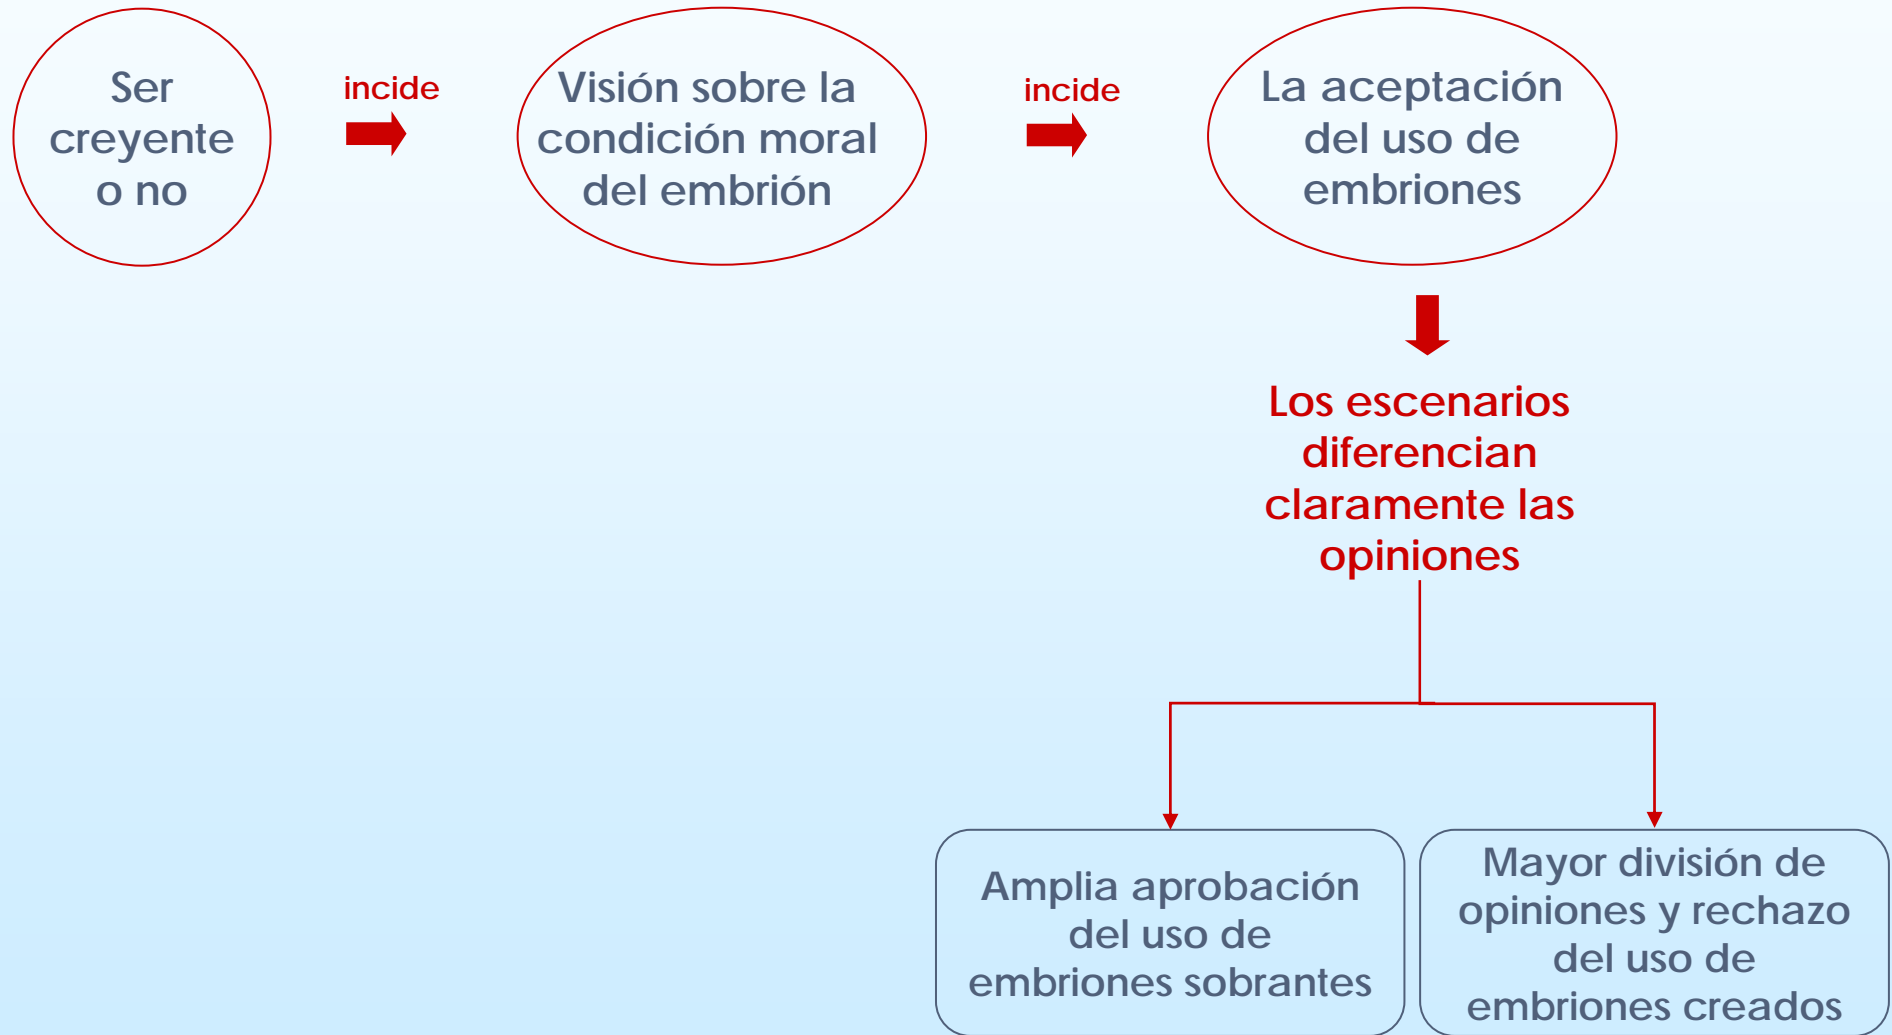 Ser
creyente
o no
incide
Visión sobre la
condición moral
del embrión
incide
La aceptación
del uso de
embriones
Los escenarios
diferencian
claramente las
opiniones
Amplia aprobación
del uso de
embriones sobrantes
Mayor división de
opiniones y rechazo
del uso de
embriones creados